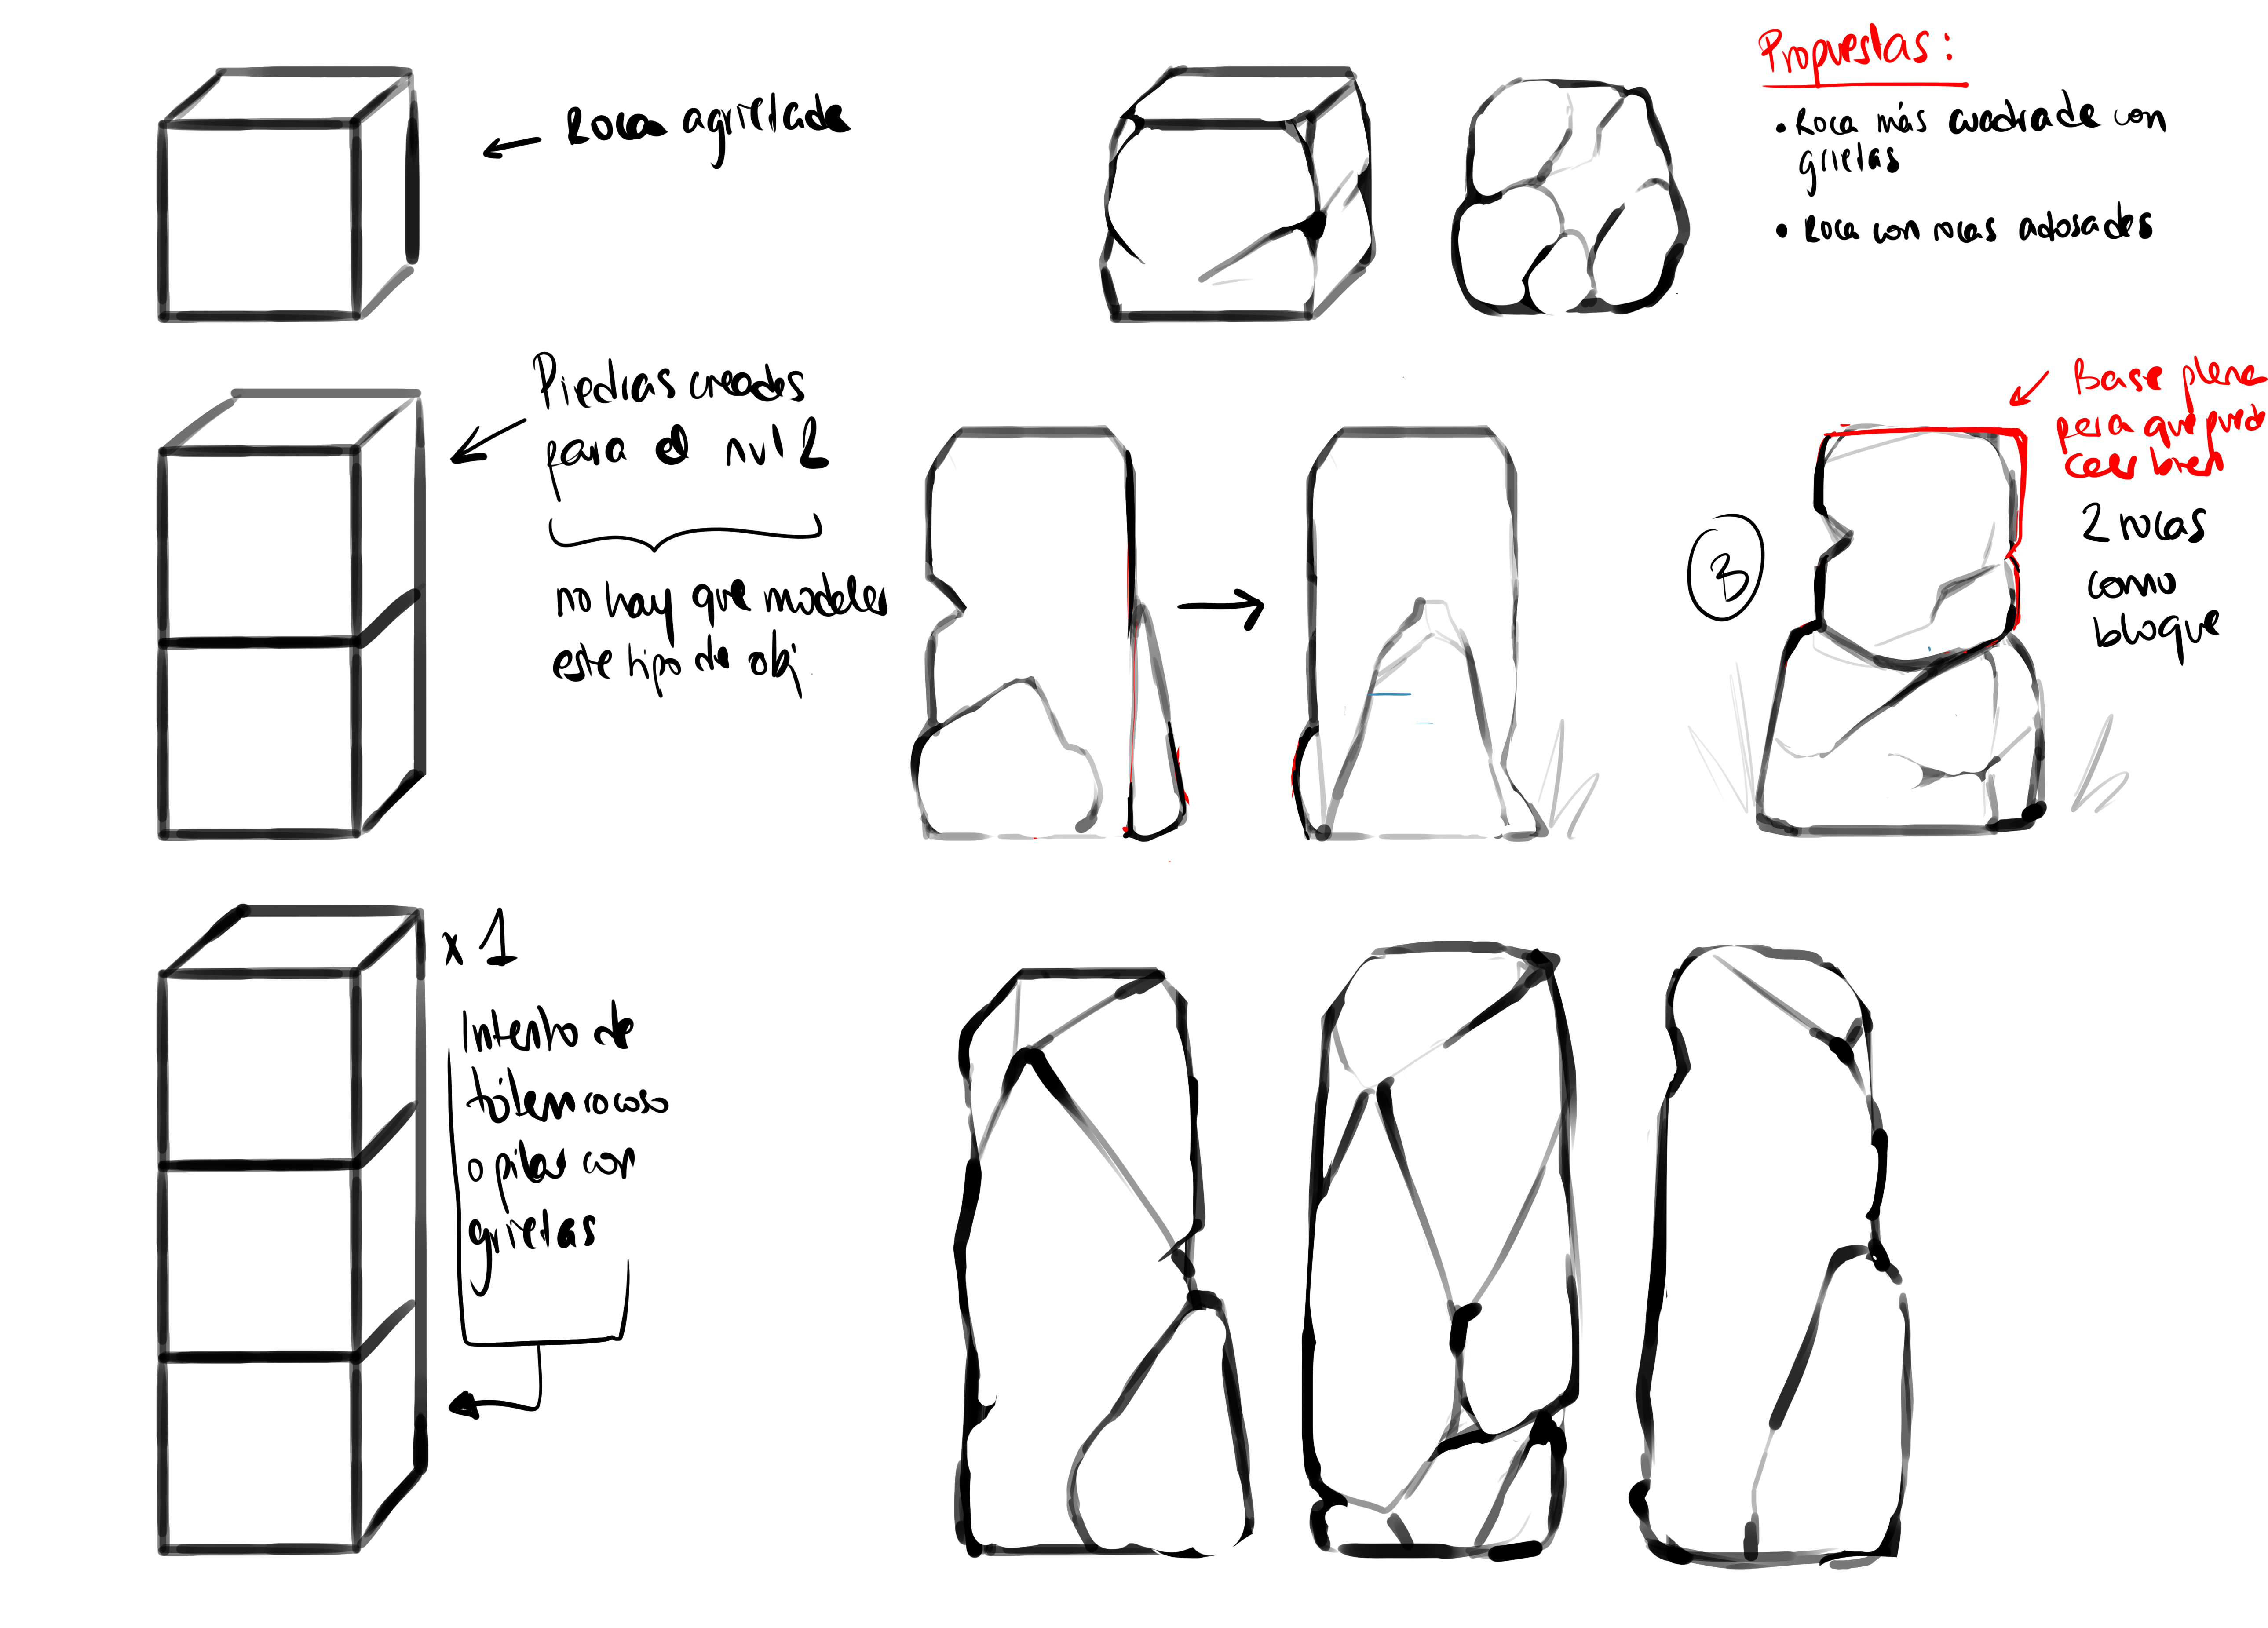 Roca agrietada
Propuestas:
• Roca más cuadrada con
grietas
• Roca con rocas adosadas
Piedras creadas
para el nvl 2
no hay que modelar
este tipo de obj
Base plana
para que pueda
caer bien
3
2 rocas
como
bloque
x 1
Intento de
tótem rocoso
o pilar con
grietas